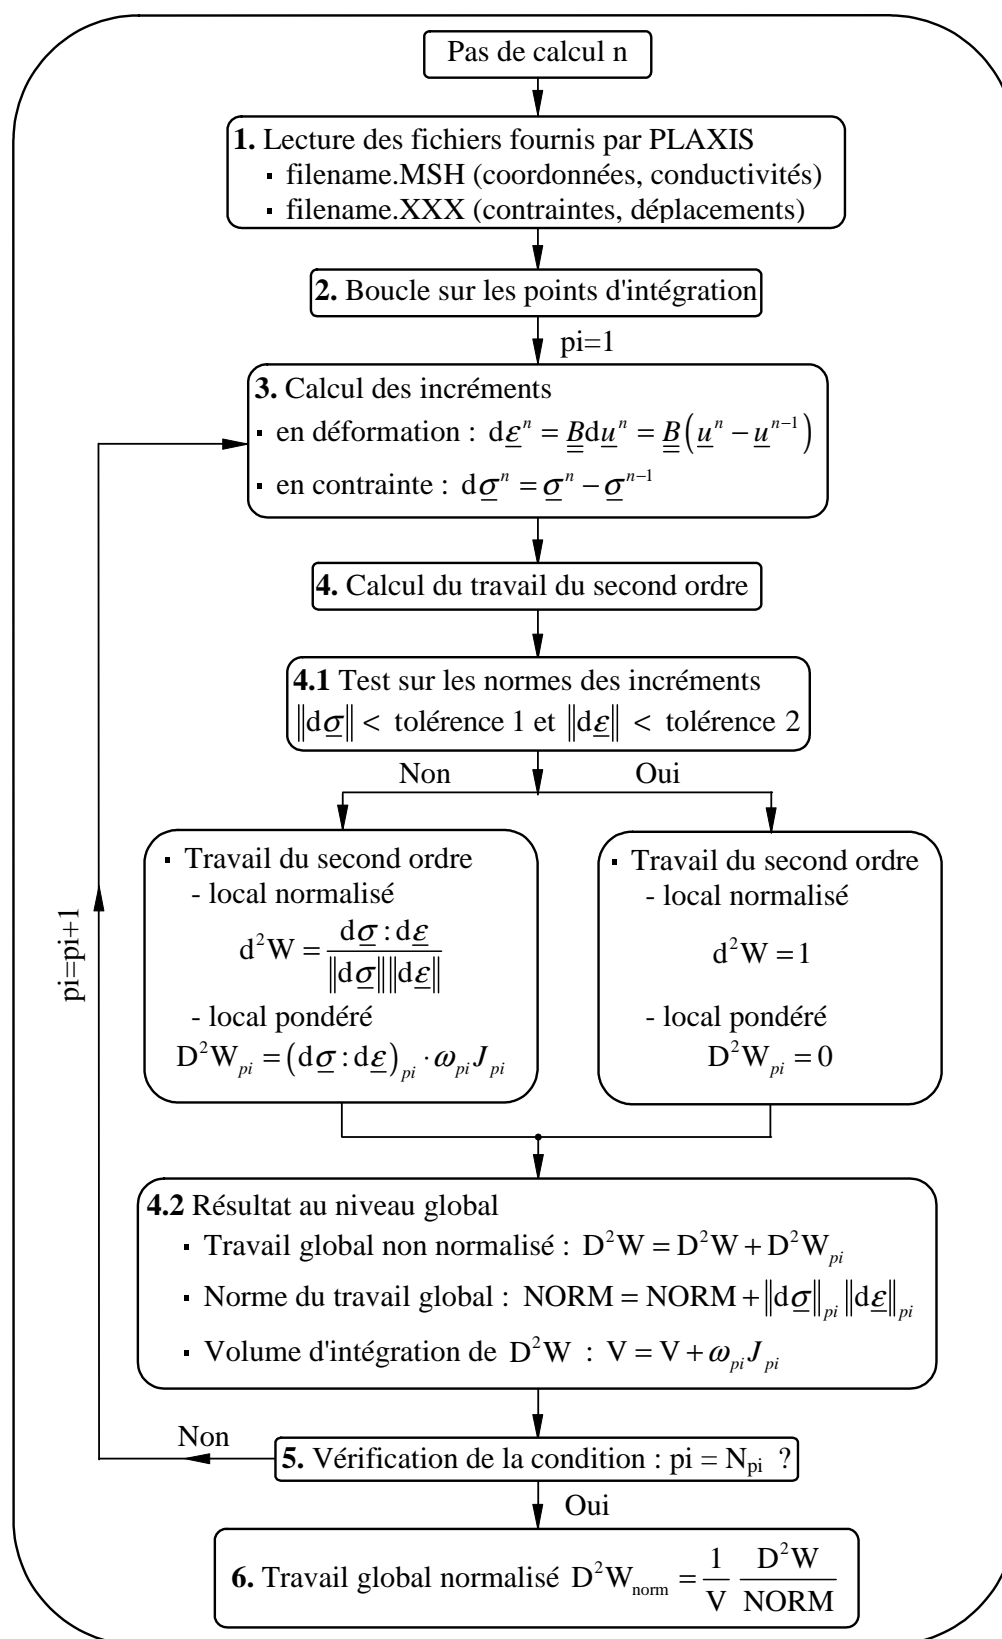 Pas de calcul n
1. Lecture des fichiers fournis par PLAXIS
▪ filename.MSH (coordonnées, conductivités)
▪ filename.XXX (contraintes, déplacements)
2. Boucle sur les points d'intégration
pi=1
3. Calcul des incréments
▪ en déformation : dε̲ⁿ = B̳du̲ⁿ = B̳(u̲ⁿ − u̲ⁿ⁻¹)
▪ en contrainte : dσ̲ⁿ = σ̲ⁿ − σ̲ⁿ⁻¹
4. Calcul du travail du second ordre
4.1 Test sur les normes des incréments
‖dσ̲‖ < tolérence 1 et ‖dε̲‖ < tolérence 2
Non
Oui
▪ Travail du second ordre
- local normalisé
d²W = (dσ̲ : dε̲) / (‖dσ̲‖ ‖dε̲‖)
- local pondéré
D²W_pi = (dσ̲ : dε̲)_pi · ω_pi J_pi
▪ Travail du second ordre
- local normalisé
d²W = 1
- local pondéré
D²W_pi = 0
pi=pi+1
4.2 Résultat au niveau global
▪ Travail global non normalisé : D²W = D²W + D²W_pi
▪ Norme du travail global : NORM = NORM + ‖dσ̲‖_pi ‖dε̲‖_pi
▪ Volume d'intégration de D²W : V = V + ω_pi J_pi
Non
5. Vérification de la condition : pi = N_pi ?
Oui
6. Travail global normalisé D²W_norm = (1/V) (D²W/NORM)